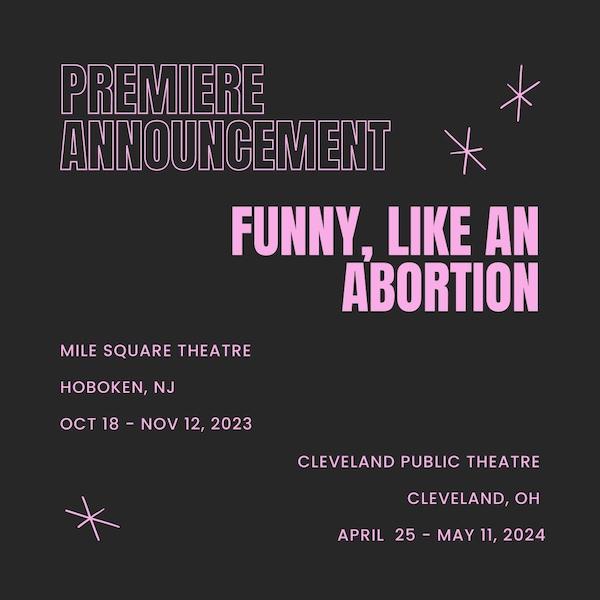 PREMIERE
ANNOUNCEMENT
FUNNY, LIKE AN
ABORTION
MILE SQUARE THEATRE
HOBOKEN, NJ
OCT 18 - NOV 12, 2023
CLEVELAND PUBLIC THEATRE
CLEVELAND, OH
APRIL 25 - MAY 11, 2024